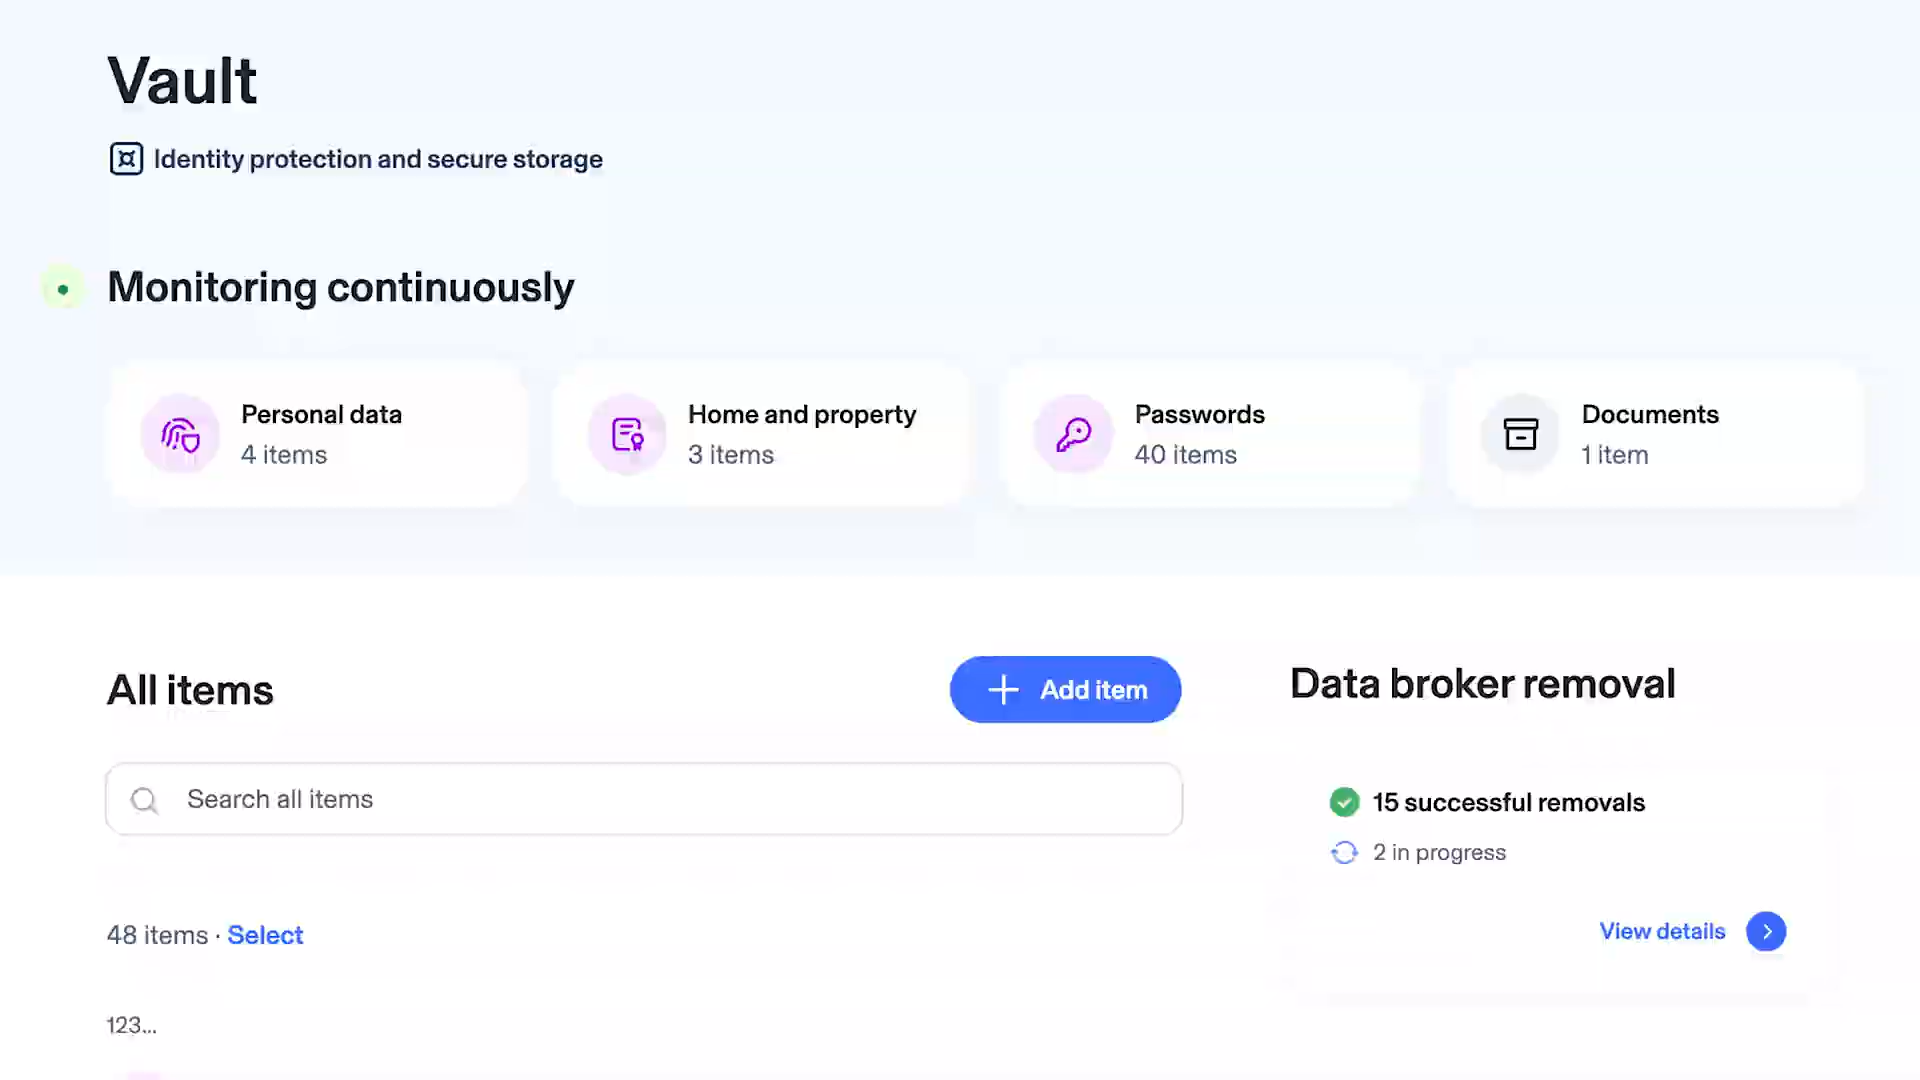 Vault
Identity protection and secure storage
Monitoring continuously
Personal data
4 items
Home and property
3 items
Passwords
40 items
Documents
1 item
All items
Add item
Search all items
48 items · Select
123...
Data broker removal
15 successful removals
2 in progress
View details